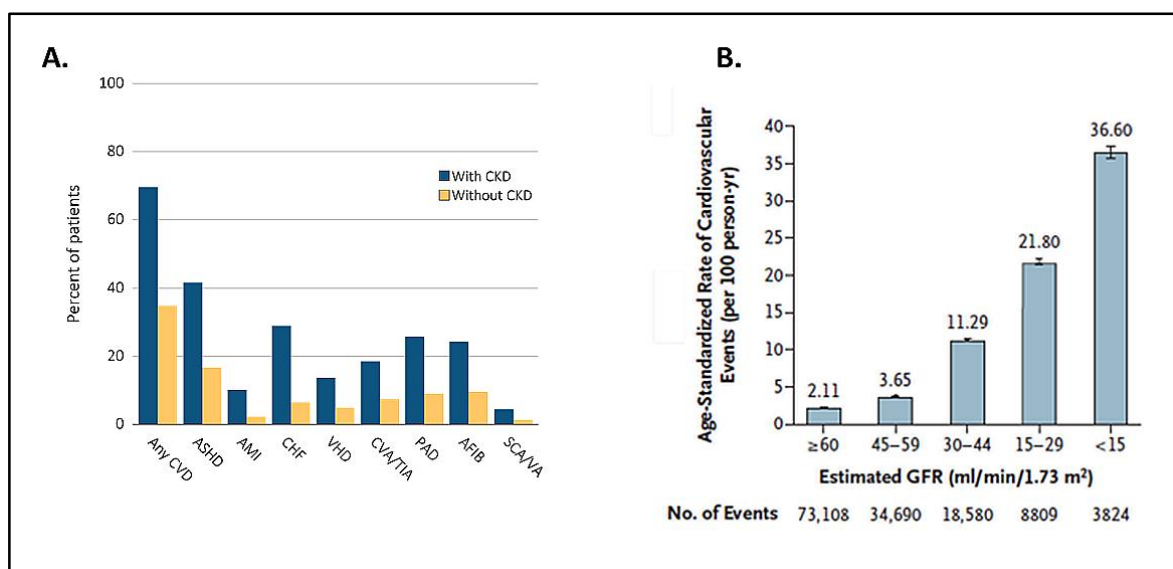 A.
100
80
60
40
20
0
Percent of patients
With CKD
Without CKD
Any CVD
ASHD
AMI
CHF
VHD
CVA/TIA
PAD
AFIB
SCA/VA
B.
Age-Standardized Rate of Cardiovascular
Events (per 100 person-yr)
40
35
30
25
20
15
10
5
0
2.11
3.65
11.29
21.80
36.60
≥60 45–59 30–44 15–29 <15
Estimated GFR (ml/min/1.73 m²)
No. of Events 73,108 34,690 18,580 8809 3824